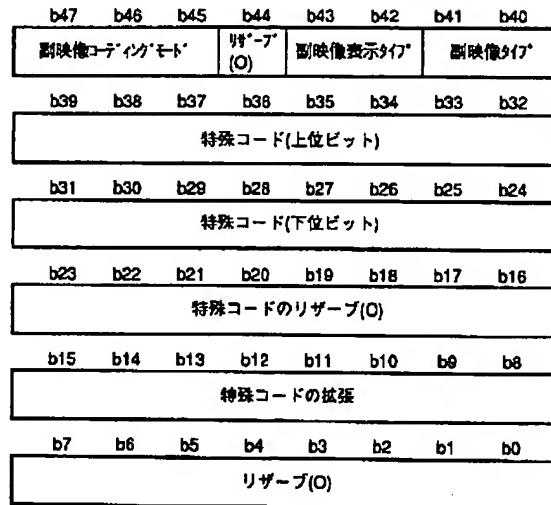 b47 b46 b45 b44 b43 b42 b41 b40
副映像コーディングモード リザーブ(O) 副映像表示タイプ 副映像タイプ
b39 b38 b37 b36 b35 b34 b33 b32
特殊コード(上位ビット)
b31 b30 b29 b28 b27 b26 b25 b24
特殊コード(下位ビット)
b23 b22 b21 b20 b19 b18 b17 b16
特殊コードのリザーブ(O)
b15 b14 b13 b12 b11 b10 b9 b8
特殊コードの拡張
b7 b6 b5 b4 b3 b2 b1 b0
リザーブ(O)